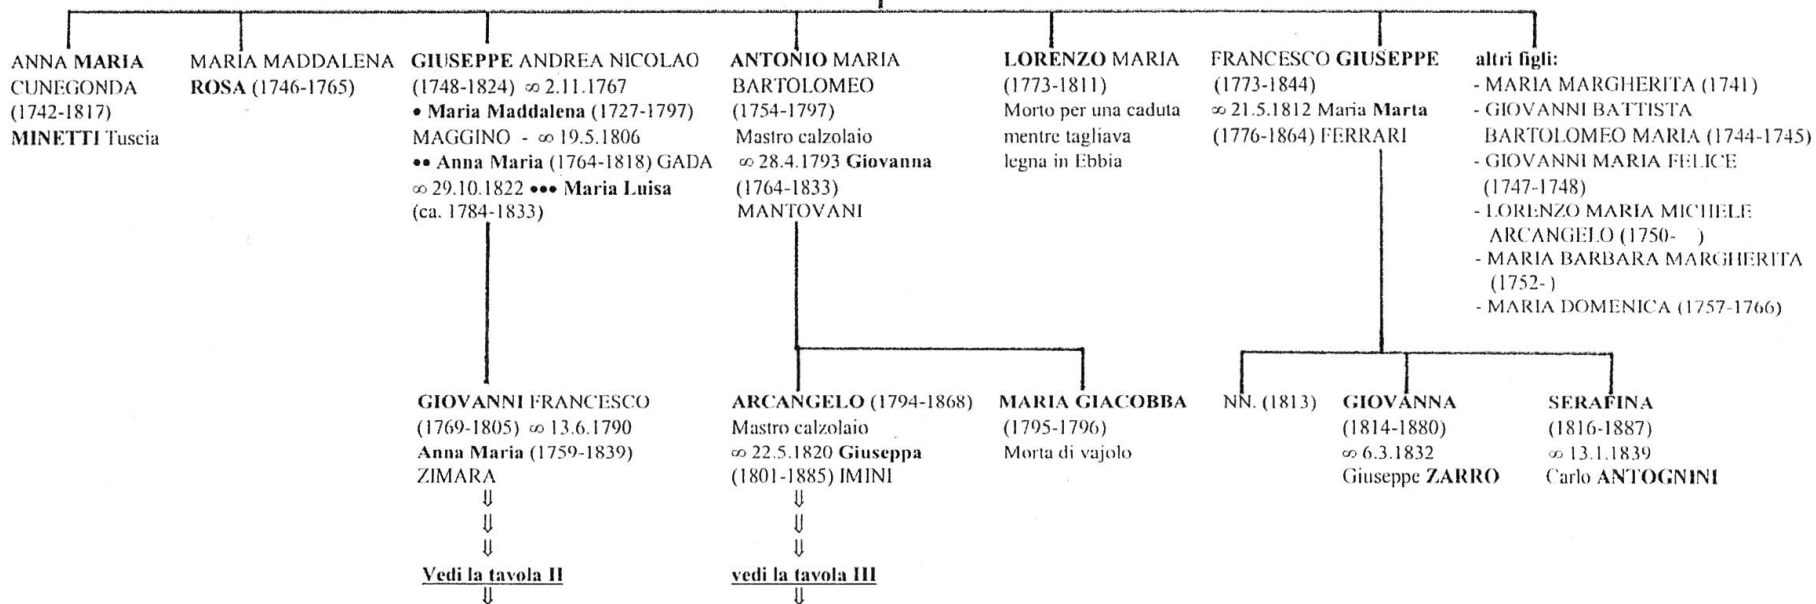 ANNA MARIA
CUNEGONDA
(1742-1817)
MINETTI Tuscia
MARIA MADDALENA
ROSA (1746-1765)
GIUSEPPE ANDREA NICOLAO
(1748-1824) ∞ 2.11.1767
• Maria Maddalena (1727-1797)
MAGGINO - ∞ 19.5.1806
•• Anna Maria (1764-1818) GADA
∞ 29.10.1822 ••• Maria Luisa
(ca. 1784-1833)
ANTONIO MARIA
BARTOLOMEO
(1754-1797)
Mastro calzolaio
∞ 28.4.1793 Giovanna
(1764-1833)
MANTOVANI
LORENZO MARIA
(1773-1811)
Morto per una caduta
mentre tagliava
legna in Ebbia
FRANCESCO GIUSEPPE
(1773-1844)
∞ 21.5.1812 Maria Marta
(1776-1864) FERRARI
altri figli:
- MARIA MARGHERITA (1741)
- GIOVANNI BATTISTA
BARTOLOMEO MARIA (1744-1745)
- GIOVANNI MARIA FELICE
(1747-1748)
- LORENZO MARIA MICHELE
ARCANGELO (1750- )
- MARIA BARBARA MARGHERITA
(1752- )
- MARIA DOMENICA (1757-1766)
GIOVANNI FRANCESCO
(1769-1805) ∞ 13.6.1790
Anna Maria (1759-1839)
ZIMARA
⇓
⇓
⇓
Vedi la tavola II
⇓
ARCANGELO (1794-1868)
Mastro calzolaio
∞ 22.5.1820 Giuseppa
(1801-1885) IMINI
⇓
⇓
⇓
vedi la tavola III
⇓
MARIA GIACOBBA
(1795-1796)
Morta di vajolo
NN. (1813)
GIOVANNA
(1814-1880)
∞ 6.3.1832
Giuseppe ZARRO
SERAFINA
(1816-1887)
∞ 13.1.1839
Carlo ANTOGNINI